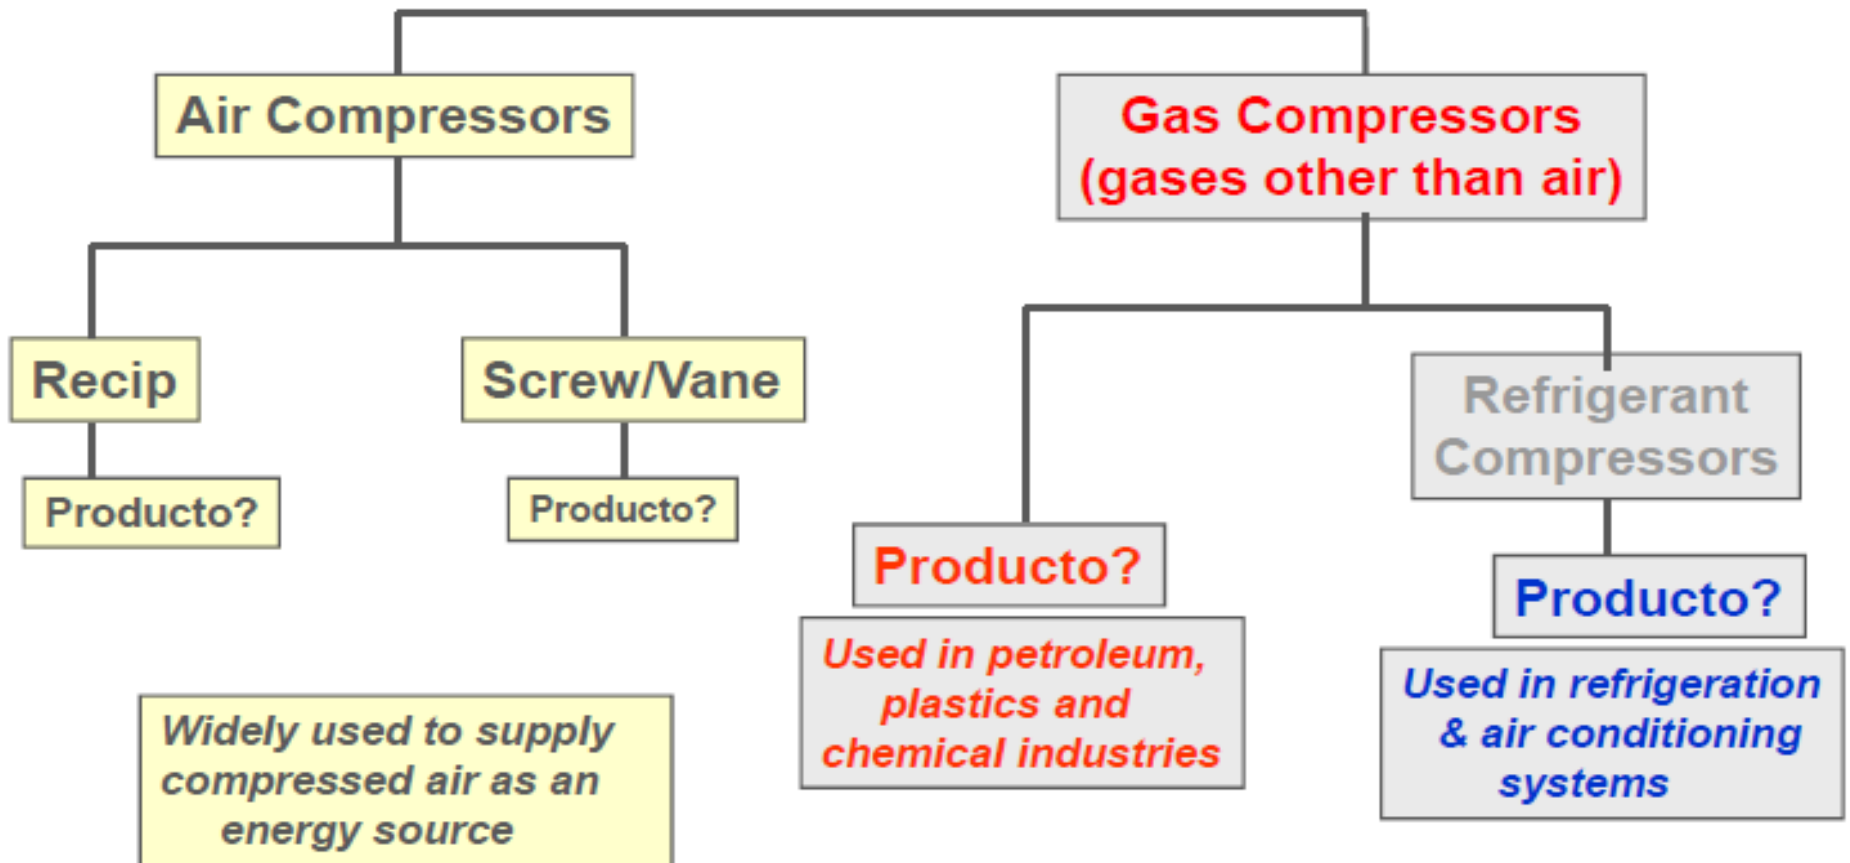 Air Compressors
Gas Compressors
(gases other than air)
Recip
Screw/Vane
Refrigerant
Compressors
Producto?
Producto?
Producto?
Used in petroleum,
plastics and
chemical industries
Producto?
Used in refrigeration
& air conditioning
systems
Widely used to supply
compressed air as an
energy source